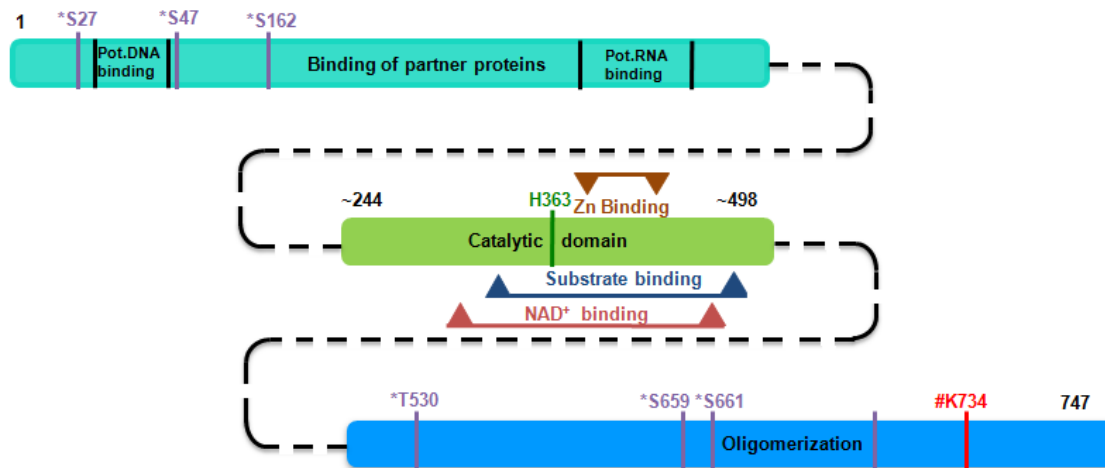 1
*S27
*S47
*S162
Pot.DNA
binding
Binding of partner proteins
Pot.RNA
binding
~244
H363
Zn Binding
~498
Catalytic domain
Substrate binding
NAD⁺ binding
*T530
*S659
*S661
#K734
747
Oligomerization